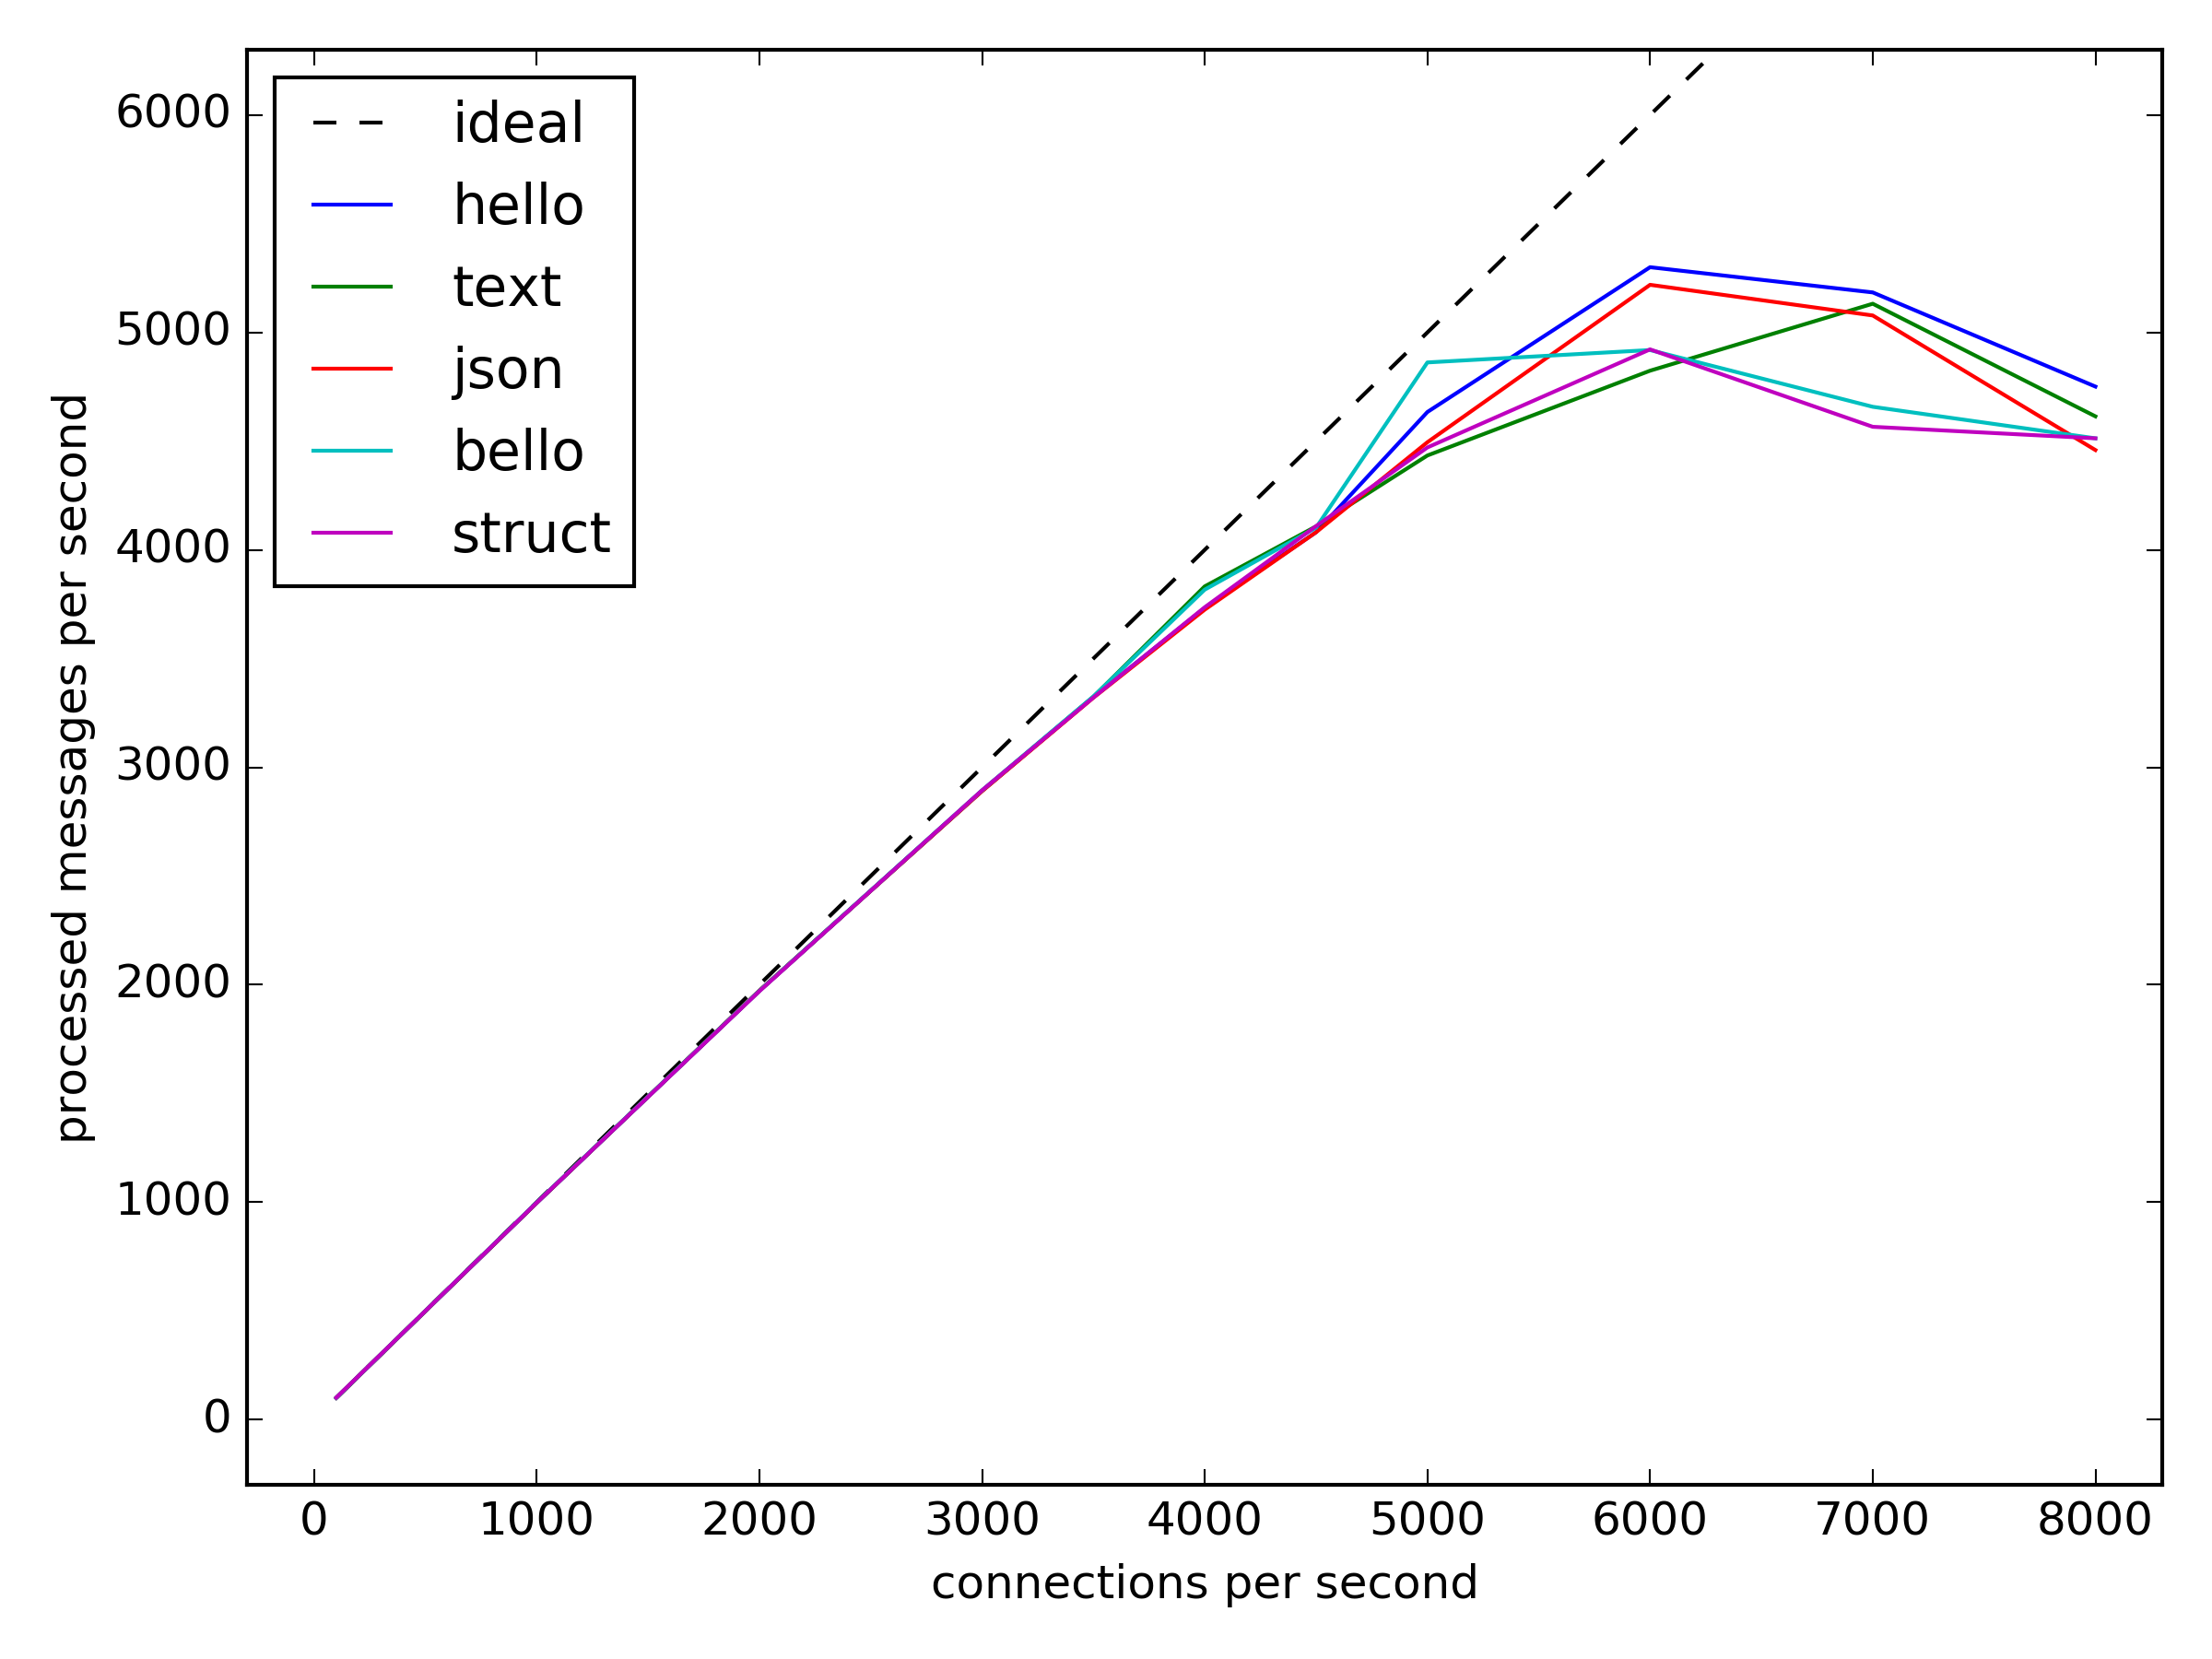 ideal
hello
text
json
bello
struct
6000
5000
4000
3000
2000
1000
0
processed messages per second
0 1000 2000 3000 4000 5000 6000 7000 8000
connections per second